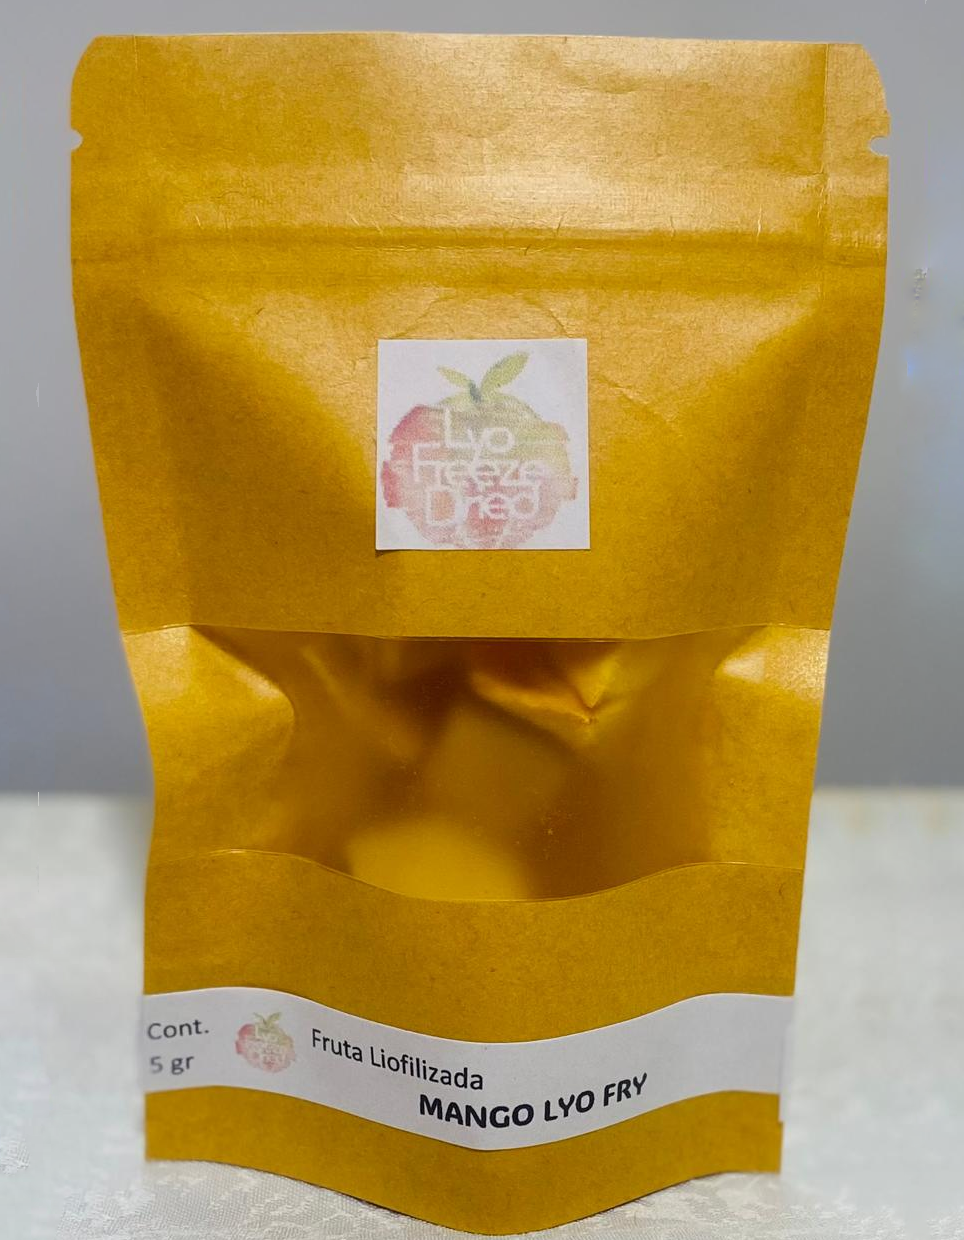 Lyo
Freeze
Dried
Cont.
5 gr
Fruta Liofilizada
MANGO LYO FRY